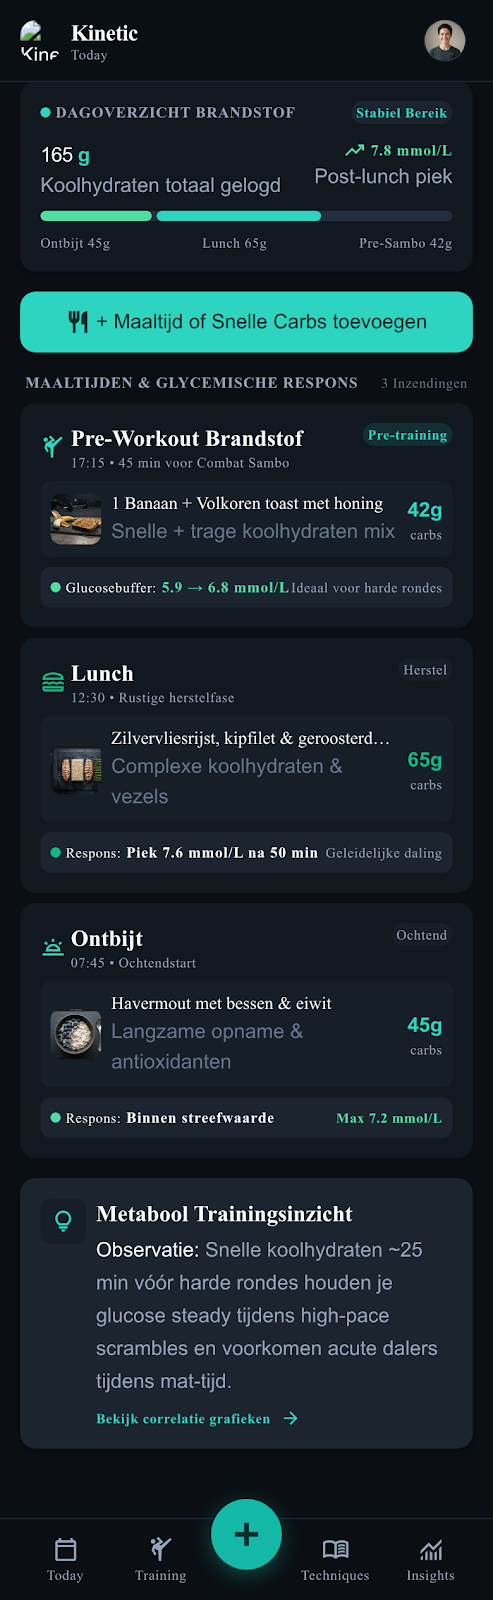 Kinetic
Today
Kine
DAGOVERZICHT BRANDSTOF
Stabiel Bereik
165 g
7.8 mmol/L
Koolhydraten totaal gelogd
Post-lunch piek
Ontbijt 45g
Lunch 65g
Pre-Sambo 42g
+ Maaltijd of Snelle Carbs toevoegen
MAALTIJDEN & GLYCEMISCHE RESPONS
3 Inzendingen
Pre-Workout Brandstof
Pre-training
17:15 • 45 min voor Combat Sambo
1 Banaan + Volkoren toast met honing
42g
Snelle + trage koolhydraten mix
carbs
Glucosebuffer: 5.9 → 6.8 mmol/L
Ideaal voor harde rondes
Lunch
Herstel
12:30 • Rustige herstelfase
Zilvervliesrijst, kipfilet & geroosterd…
65g
Complexe koolhydraten &
vezels
carbs
Respons: Piek 7.6 mmol/L na 50 min
Geleidelijke daling
Ontbijt
Ochtend
07:45 • Ochtendstart
Havermout met bessen & eiwit
45g
Langzame opname &
antioxidanten
carbs
Respons: Binnen streefwaarde
Max 7.2 mmol/L
Metabool Trainingsinzicht
Observatie: Snelle koolhydraten ~25
min vóór harde rondes houden je
glucose steady tijdens high-pace
scrambles en voorkomen acute dalers
tijdens mat-tijd.
Bekijk correlatie grafieken →
+
Today
Training
Techniques
Insights